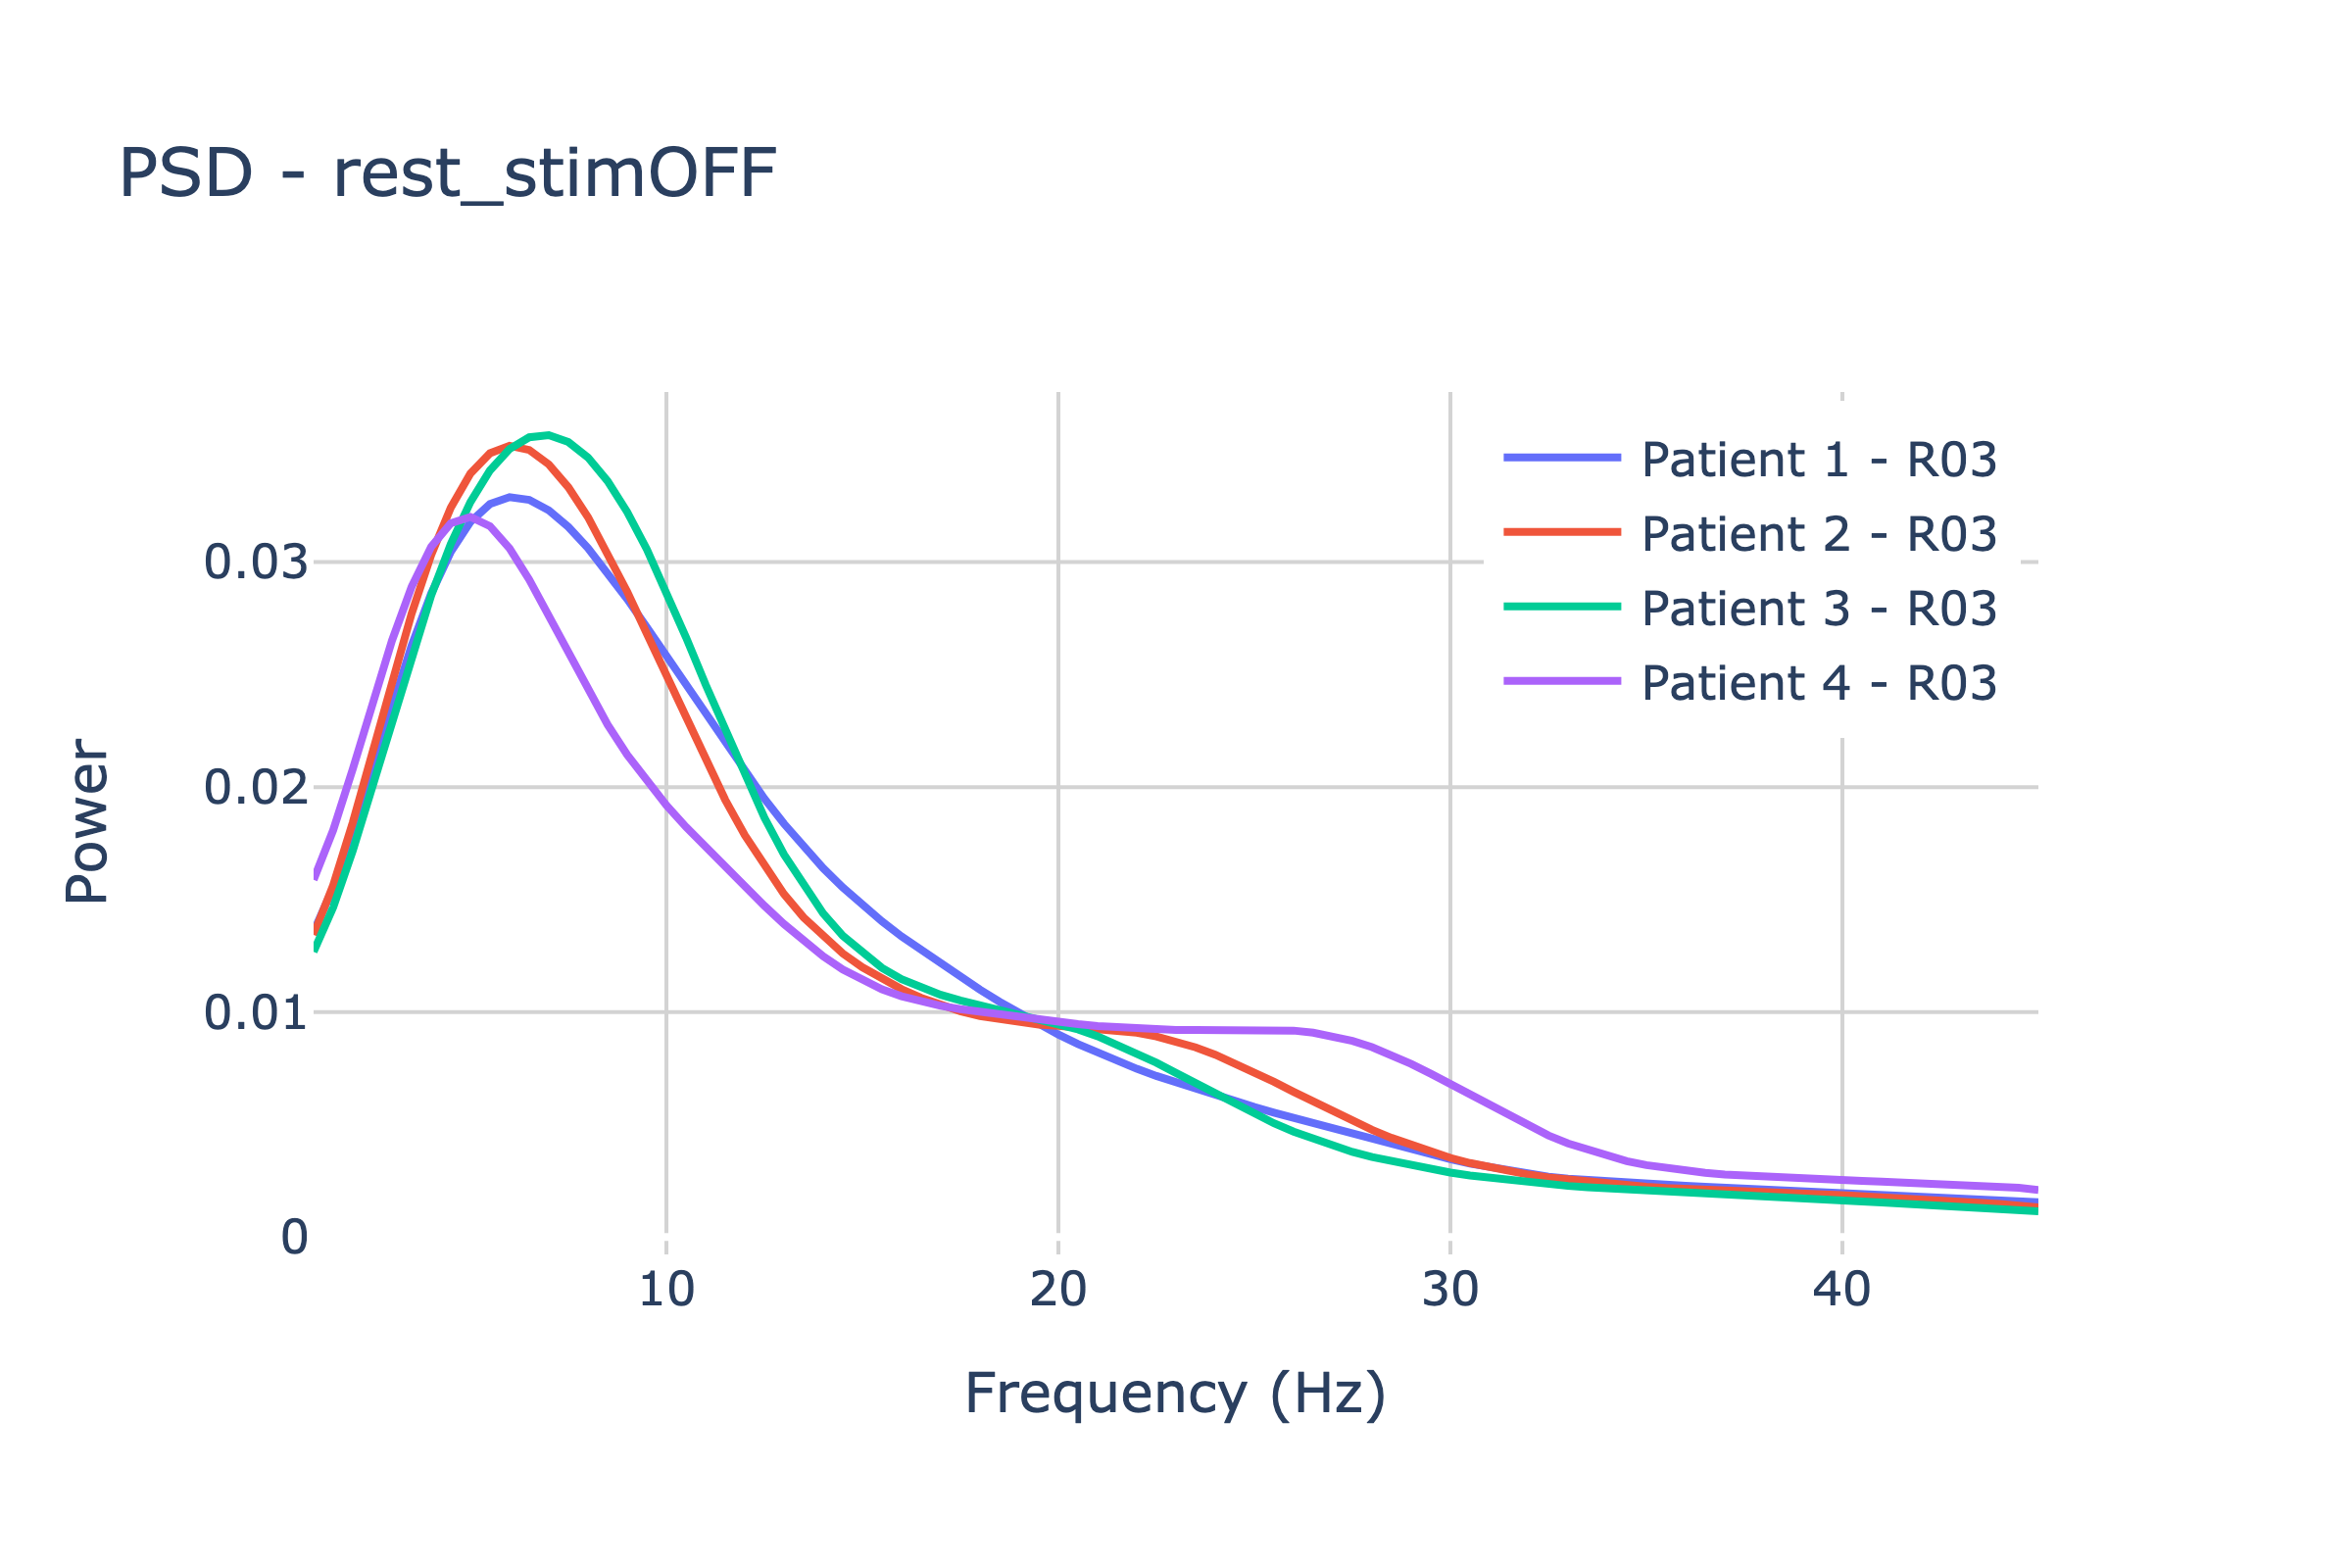 PSD - rest_stimOFF
Patient 1 - R03
Patient 2 - R03
Patient 3 - R03
Patient 4 - R03
0.03
0.02
0.01
0
Power
10
20
30
40
Frequency (Hz)